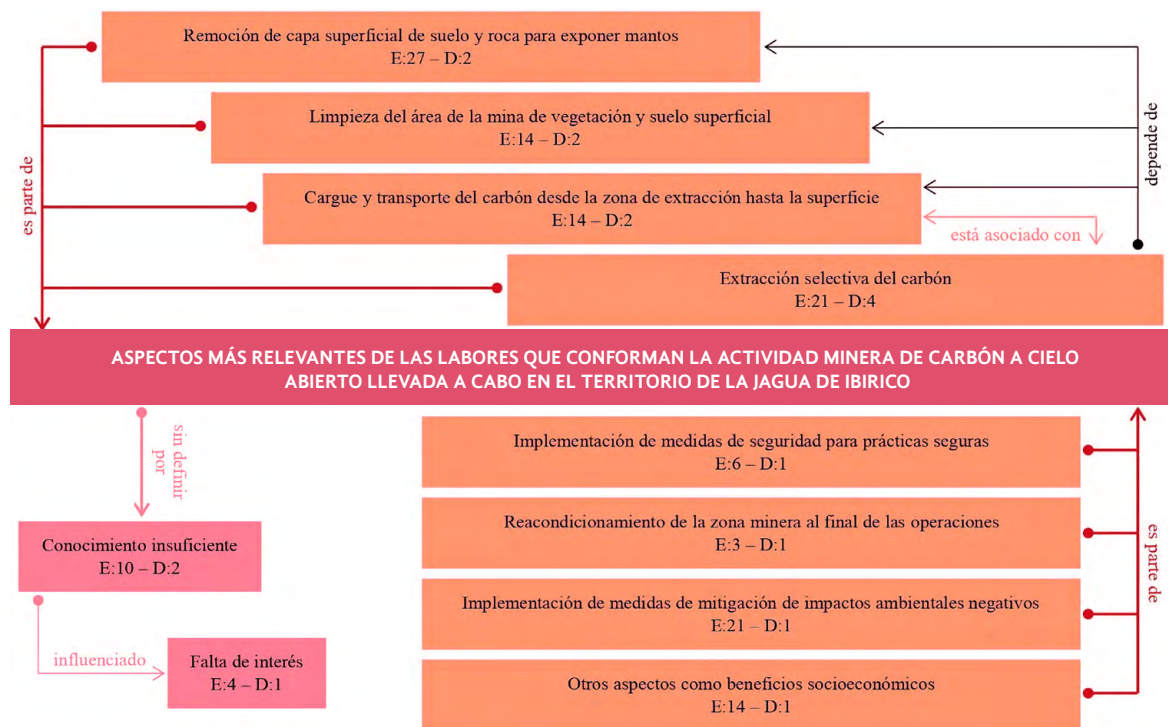 Remoción de capa superficial de suelo y roca para exponer mantos
E:27 – D:2
Limpieza del área de la mina de vegetación y suelo superficial
E:14 – D:2
Cargue y transporte del carbón desde la zona de extracción hasta la superficie
E:14 – D:2
Extracción selectiva del carbón
E:21 – D:4
es parte de
depende de
está asociado con
ASPECTOS MÁS RELEVANTES DE LAS LABORES QUE CONFORMAN LA ACTIVIDAD MINERA DE CARBÓN A CIELO
ABIERTO LLEVADA A CABO EN EL TERRITORIO DE LA JAGUA DE IBIRICO
sin definir
por
Conocimiento insuficiente
E:10 – D:2
influenciado
Falta de interés
E:4 – D:1
Implementación de medidas de seguridad para prácticas seguras
E:6 – D:1
Reacondicionamiento de la zona minera al final de las operaciones
E:3 – D:1
Implementación de medidas de mitigación de impactos ambientales negativos
E:21 – D:1
Otros aspectos como beneficios socioeconómicos
E:14 – D:1
es parte de